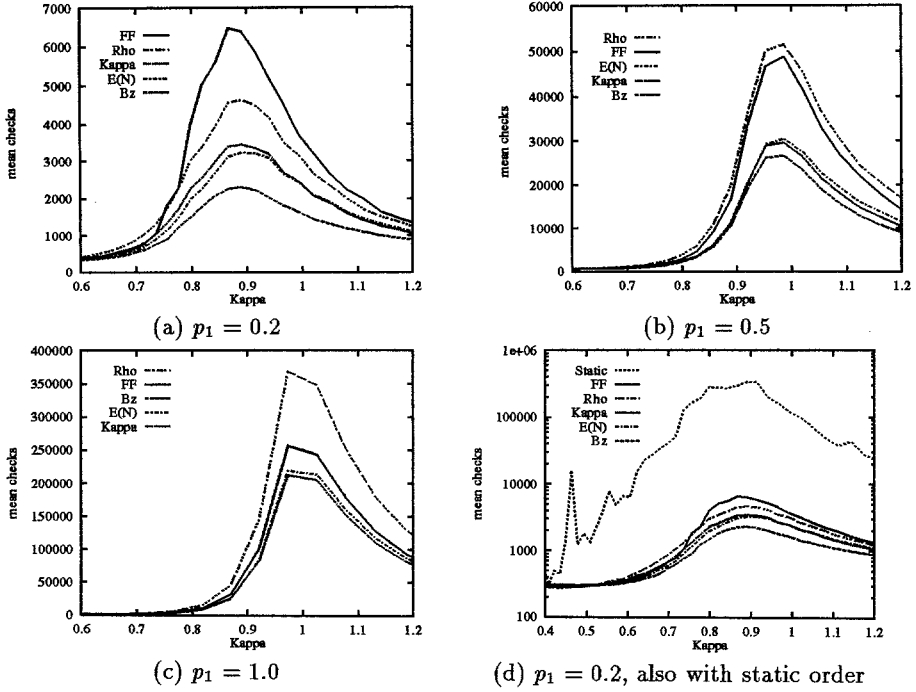 7000
6000
5000
4000
3000
2000
1000
0
mean checks
FF
Rho
Kappa
E(N)
Bz
0.6 0.7 0.8 0.9 1 1.1 1.2
Kappa
(a) p₁ = 0.2
60000
50000
40000
30000
20000
10000
0
mean checks
Rho
FF
E(N)
Kappa
Bz
0.6 0.7 0.8 0.9 1 1.1 1.2
Kappa
(b) p₁ = 0.5
400000
350000
300000
250000
200000
150000
100000
50000
0
mean checks
Rho
FF
Bz
E(N)
Kappa
0.6 0.7 0.8 0.9 1 1.1 1.2
Kappa
(c) p₁ = 1.0
1e+06
100000
10000
1000
100
mean checks
Static
FF
Rho
Kappa
E(N)
Bz
0.4 0.5 0.6 0.7 0.8 0.9 1 1.1 1.2
Kappa
(d) p₁ = 0.2, also with static order